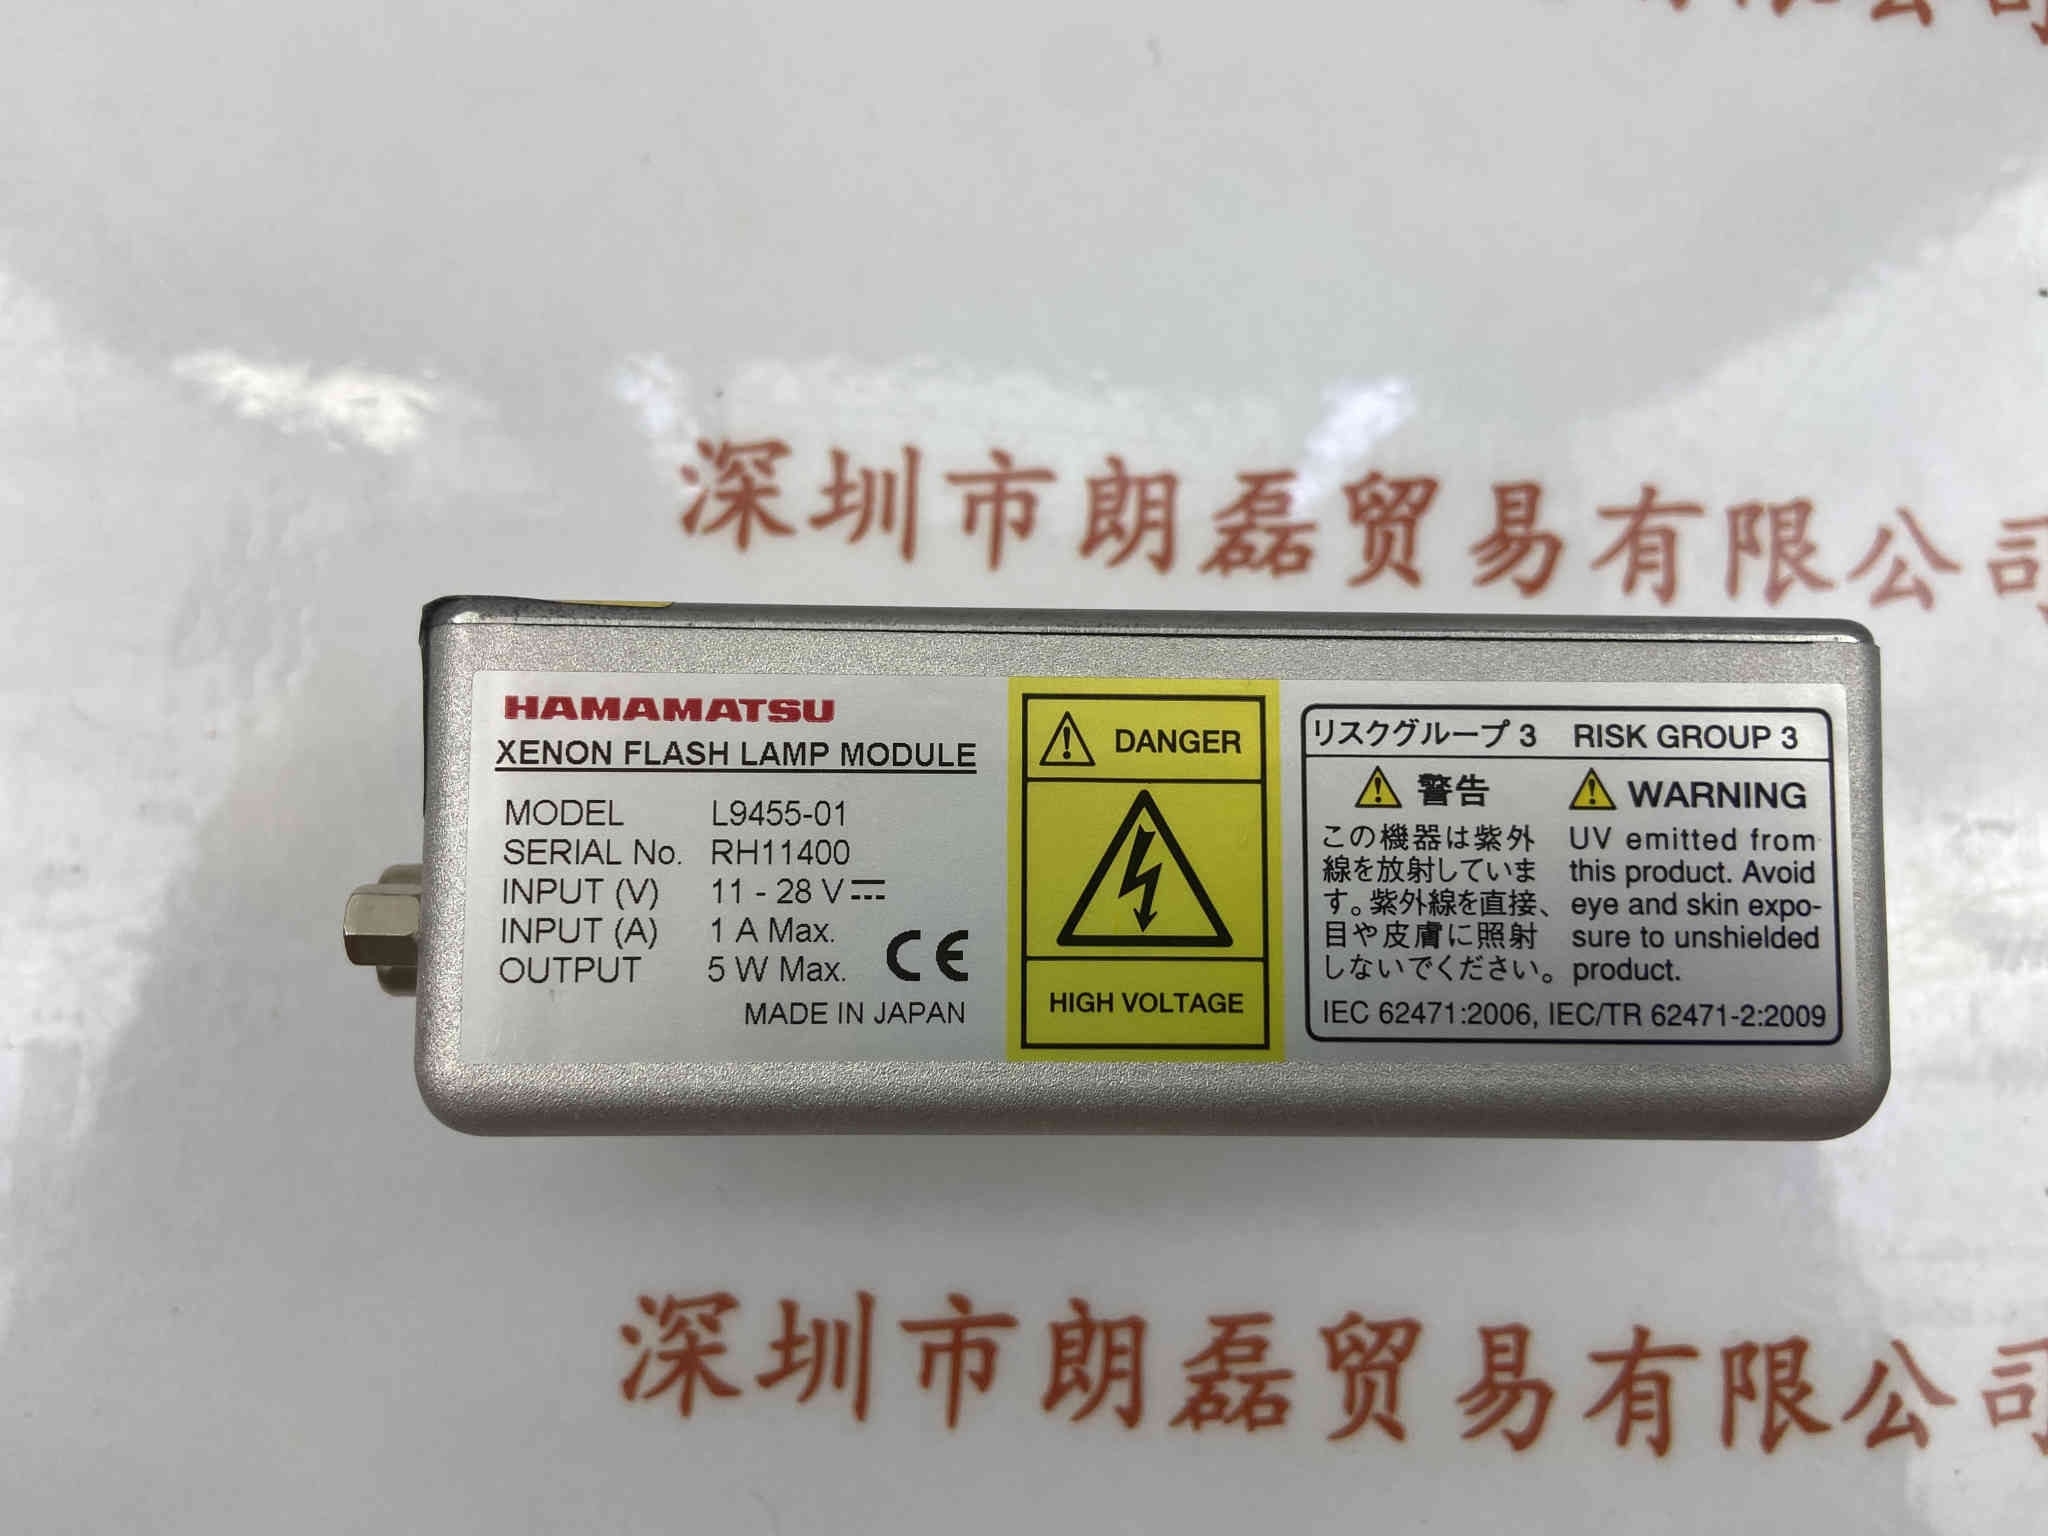 深圳市朗磊贸易有限公司
HAMAMATSU
XENON FLASH LAMP MODULE
MODEL L9455-01
SERIAL No. RH11400
INPUT (V) 11 - 28 V
INPUT (A) 1 A Max.
OUTPUT 5 W Max.
CE
MADE IN JAPAN
DANGER
HIGH VOLTAGE
リスクグループ 3 RISK GROUP 3
警告
この機器は紫外
線を放射していま
す。紫外線を直接、
目や皮膚に照射
しないでください。
WARNING
UV emitted from
this product. Avoid
eye and skin expo-
sure to unshielded
product.
IEC 62471:2006, IEC/TR 62471-2:2009
深圳市朗磊贸易有限公司